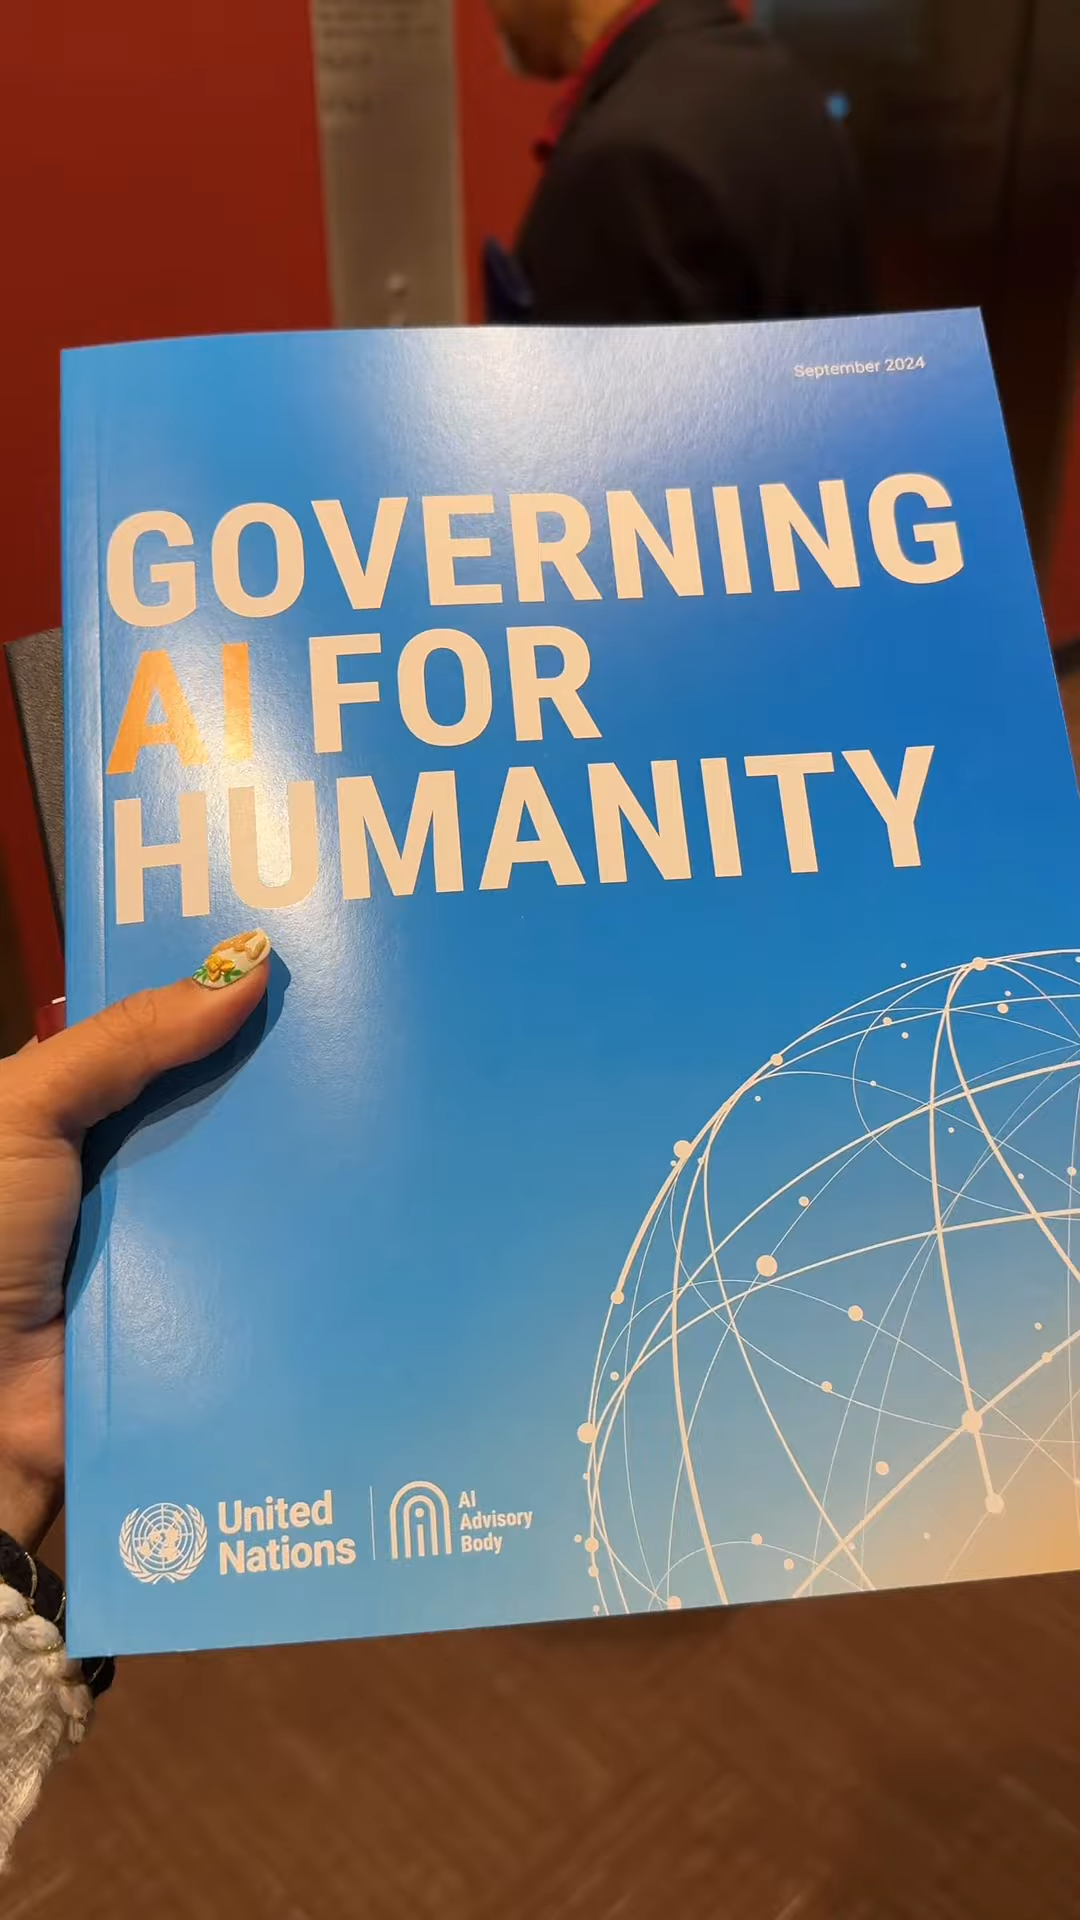 September 2024
GOVERNING
AI FOR
HUMANITY
United
Nations
AI
Advisory
Body